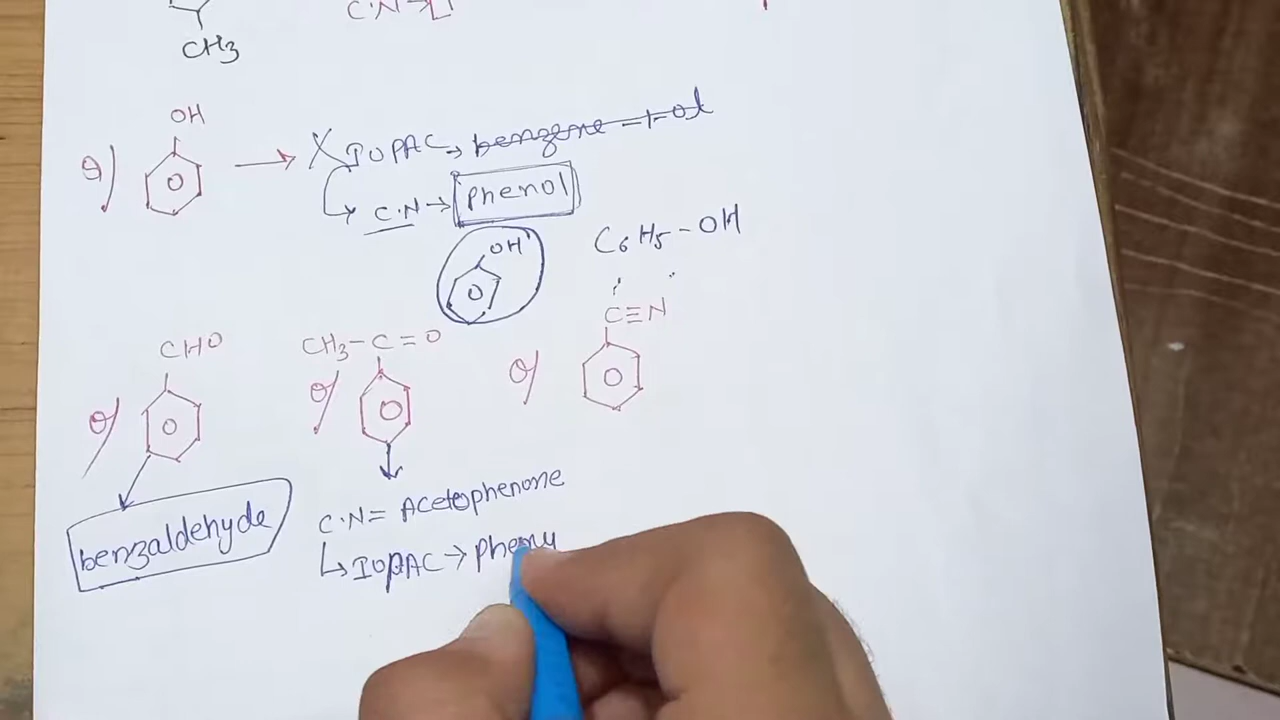 C·N→
CH3
OH
Q) → X IUPAC → benzene-1-ol
C·N → Phenol
OH
C6H5-OH
C≡N
CHO
CH3-C=O
Q)
Q)
Q)
benzaldehyde
C·N= Acetophenone
IUPAC → Pheny